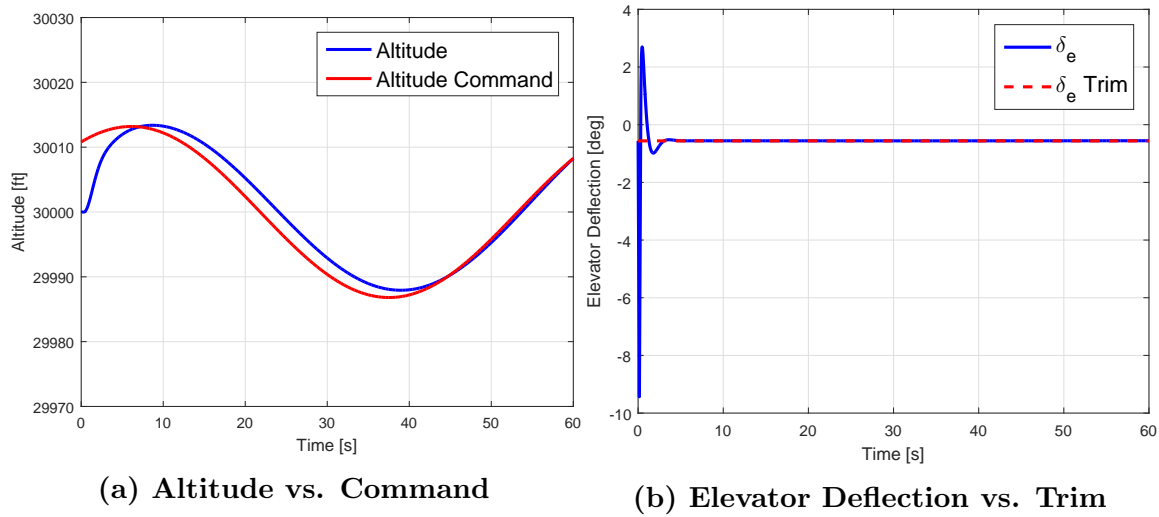 30030
30020
30010
30000
29990
29980
29970
Altitude [ft]
0 10 20 30 40 50 60
Time [s]
Altitude
Altitude Command
(a) Altitude vs. Command
4
2
0
-2
-4
-6
-8
-10
Elevator Deflection [deg]
0 10 20 30 40 50 60
Time [s]
δe
δe Trim
(b) Elevator Deflection vs. Trim